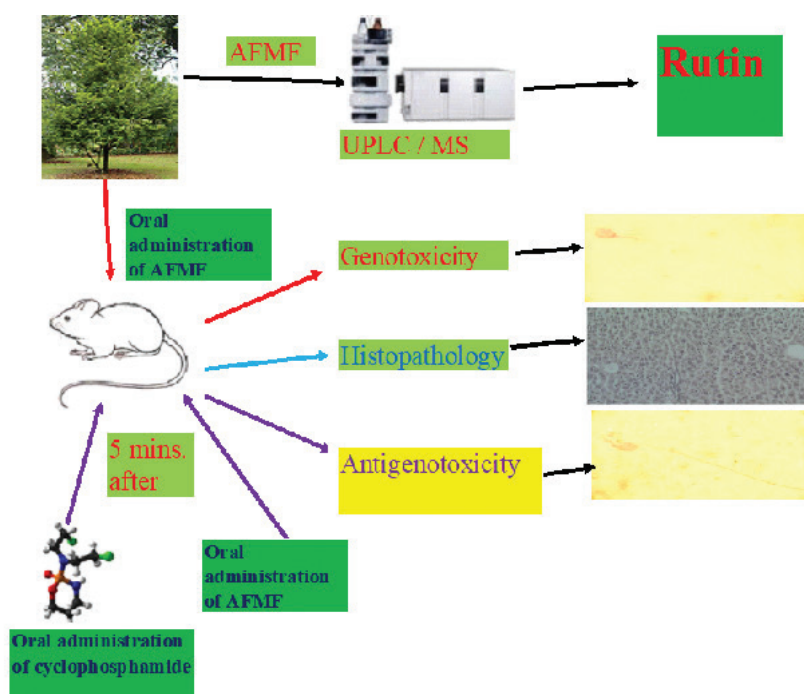 AFMF
Rutin
UPLC / MS
Oral
administration
of AFMF
Genotoxicity
Histopathology
5 mins.
after
Antigenotoxicity
Oral
administration
of AFMF
Oral administration
of cyclophosphamide